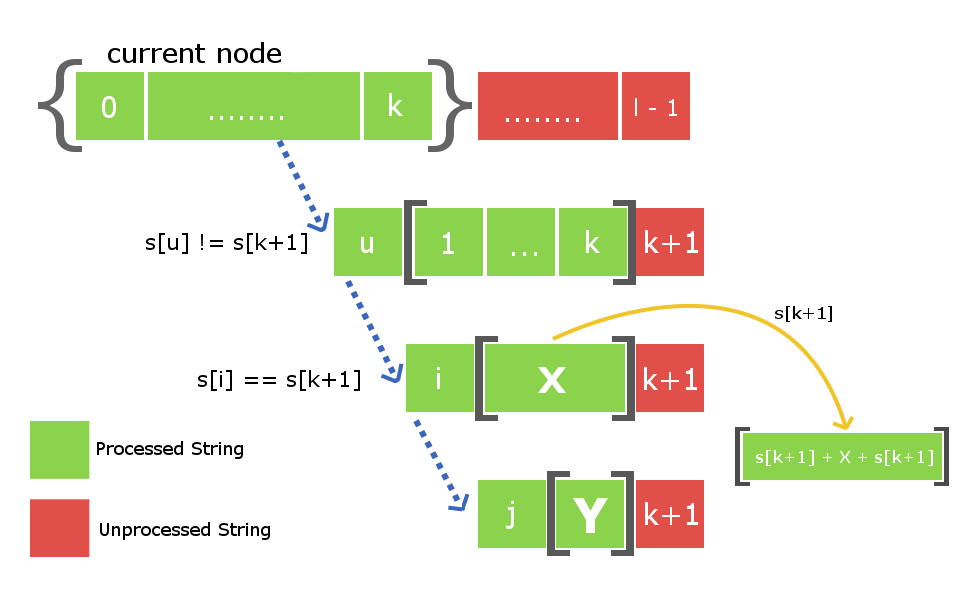 current node
0 ........ k ........ l - 1
s[u] != s[k+1] u 1 ... k k+1
s[k+1]
s[i] == s[k+1] i X k+1
Processed String
s[k+1] + X + s[k+1]
j Y k+1
Unprocessed String